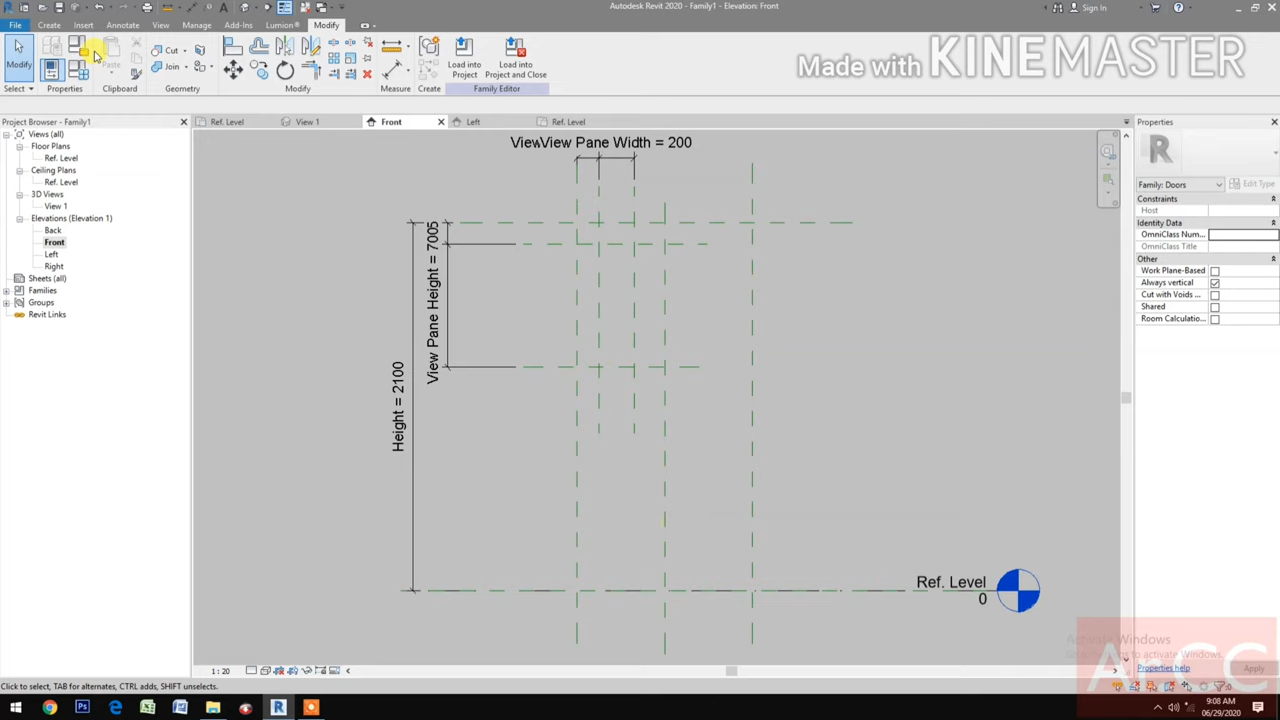 Autodesk Revit 2020 - Elevation: Front
Sign In
File Create Insert Annotate View Manage Add-Ins Lumion® Modify
Modify
Paste
Cut
Join
Load into Project
Load into Project and Close
Select Properties Clipboard Geometry Modify Measure Create Family Editor
Made with KINEMASTER
Project Browser - Family1
Ref. Level View 1 Front Left Ref. Level
Properties
Views (all)
Floor Plans
Ref. Level
Ceiling Plans
Ref. Level
3D Views
View 1
Elevations (Elevation 1)
Back
Front
Left
Right
Sheets (all)
Families
Groups
Revit Links
View Pane Width = 200
View Pane Height = 700
Height = 2100
Ref. Level
0
Family: Doors
Edit Type
Constraints
Host
Identity Data
OmniClass Num...
OmniClass Title
Other
Work Plane-Based
Always vertical
Cut with Voids ...
Shared
Room Calculatio...
Activate Windows
ArCC
Properties help
Apply
1 : 20
Click to select, TAB for alternates, CTRL adds, SHIFT unselects.
:0
9:08 AM
06/29/2020